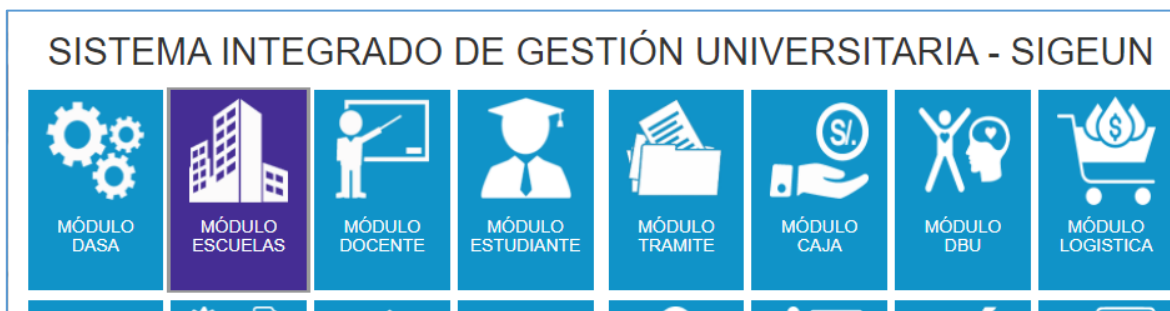 SISTEMA INTEGRADO DE GESTIÓN UNIVERSITARIA - SIGEUN
S/.
$
MÓDULO
DASA
MÓDULO
ESCUELAS
MÓDULO
DOCENTE
MÓDULO
ESTUDIANTE
MÓDULO
TRAMITE
MÓDULO
CAJA
MÓDULO
DBU
MÓDULO
LOGISTICA